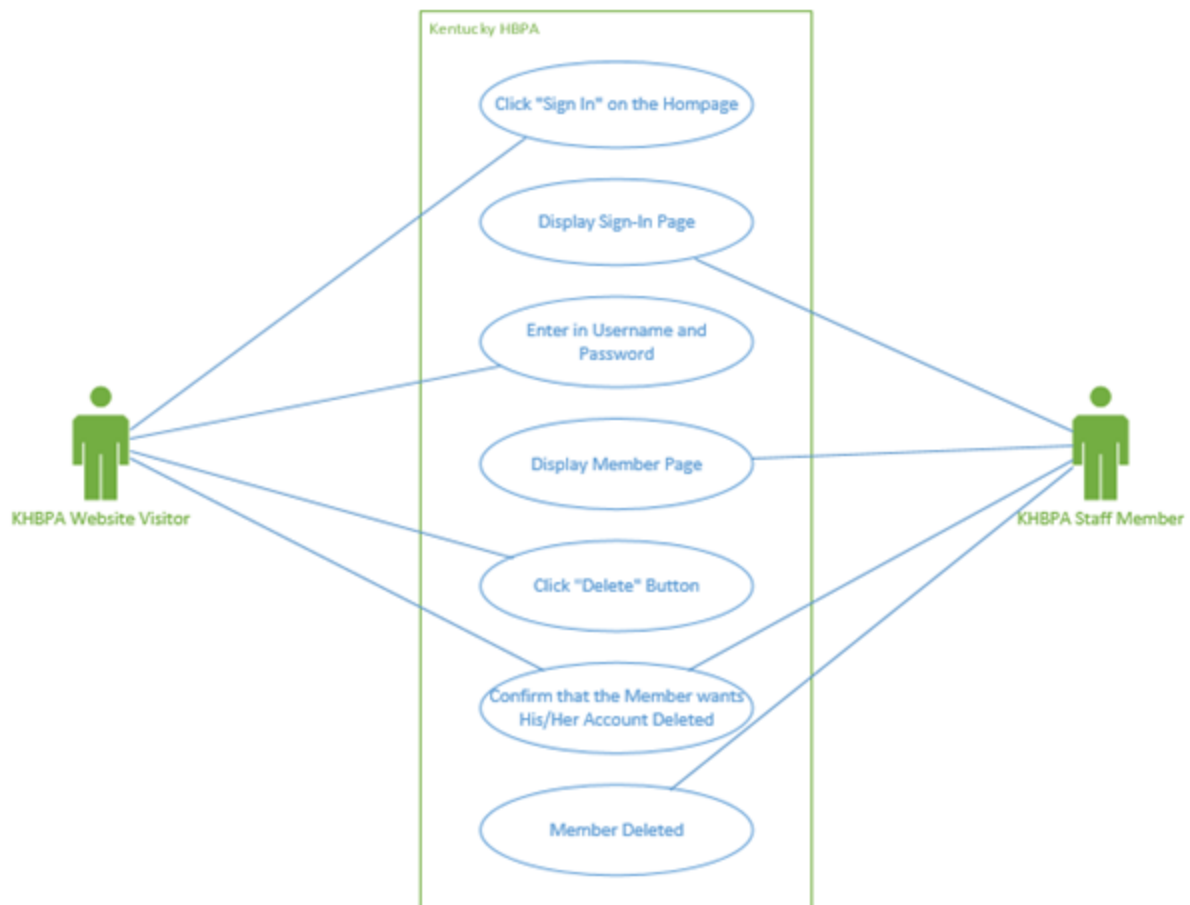 Kentucky HBPA
Click "Sign In" on the Hompage
Display Sign-In Page
Enter in Username and
Password
Display Member Page
KHBPA Website Visitor
KHBPA Staff Member
Click "Delete" Button
Confirm that the Member wants
His/Her Account Deleted
Member Deleted